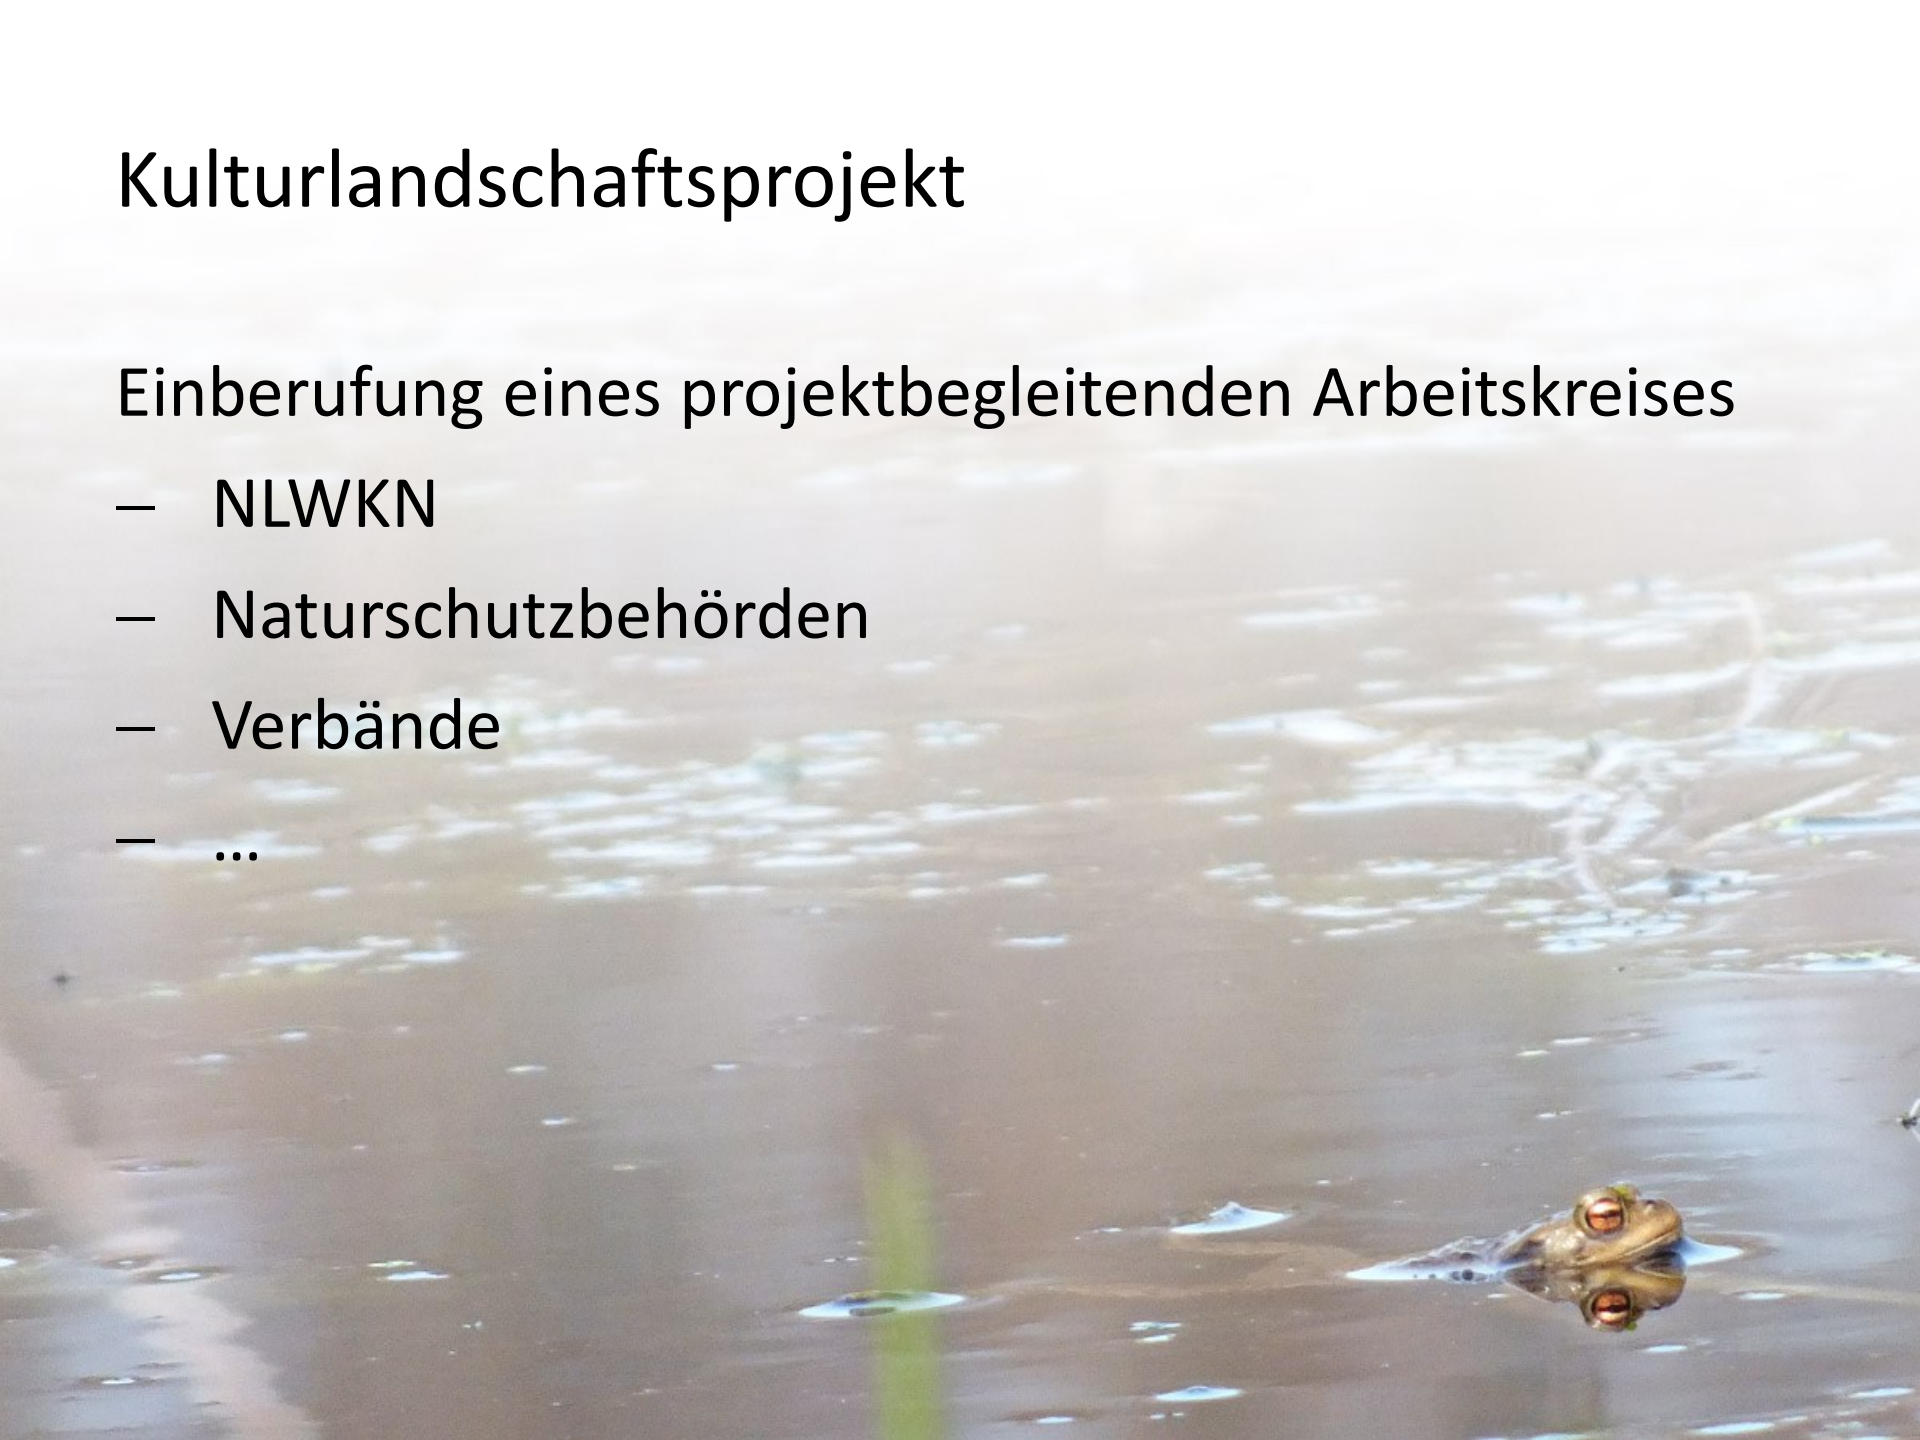 Kulturlandschaftsprojekt
Einberufung eines projektbegleitenden Arbeitskreises
– NLWKN
– Naturschutzbehörden
– Verbände
– …